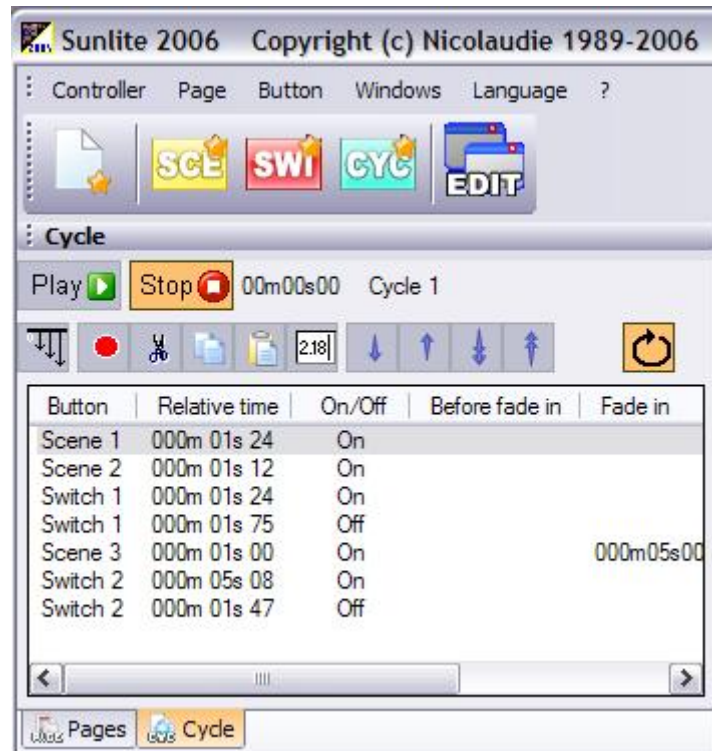 Sunlite 2006 Copyright (c) Nicolaudie 1989-2006
Controller Page Button Windows Language ?
SCE SWI CYC EDIT
Cycle
Play Stop 00m00s00 Cycle 1
2.18
Button Relative time On/Off Before fade in Fade in
Scene 1 000m 01s 24 On
Scene 2 000m 01s 12 On
Switch 1 000m 01s 24 On
Switch 1 000m 01s 75 Off
Scene 3 000m 01s 00 On 000m05s00
Switch 2 000m 05s 08 On
Switch 2 000m 01s 47 Off
Pages Cycle